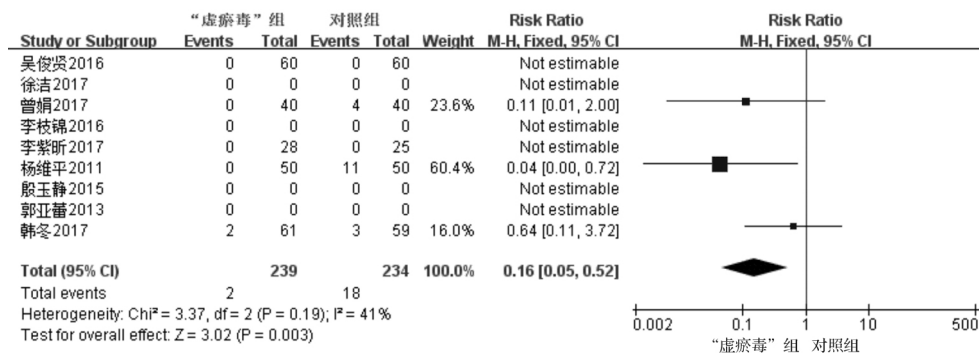 “虚瘀毒”组 对照组 Risk Ratio Risk Ratio
Study or Subgroup Events Total Events Total Weight M-H, Fixed, 95% CI M-H, Fixed, 95% CI
吴俊贤2016 0 60 0 60 Not estimable
徐洁2017 0 0 0 0 Not estimable
曾娟2017 0 40 4 40 23.6% 0.11 [0.01, 2.00]
李枝锦2016 0 0 0 0 Not estimable
李紫昕2017 0 28 0 25 Not estimable
杨维平2011 0 50 11 50 60.4% 0.04 [0.00, 0.72]
殷玉静2015 0 0 0 0 Not estimable
郭亚蕾2013 0 0 0 0 Not estimable
韩冬2017 2 61 3 59 16.0% 0.64 [0.11, 3.72]
Total (95% CI) 239 234 100.0% 0.16 [0.05, 0.52]
Total events 2 18
Heterogeneity: Chi² = 3.37, df = 2 (P = 0.19); I² = 41%
Test for overall effect: Z = 3.02 (P = 0.003)
0.002 0.1 1 10 500
“虚瘀毒”组 对照组